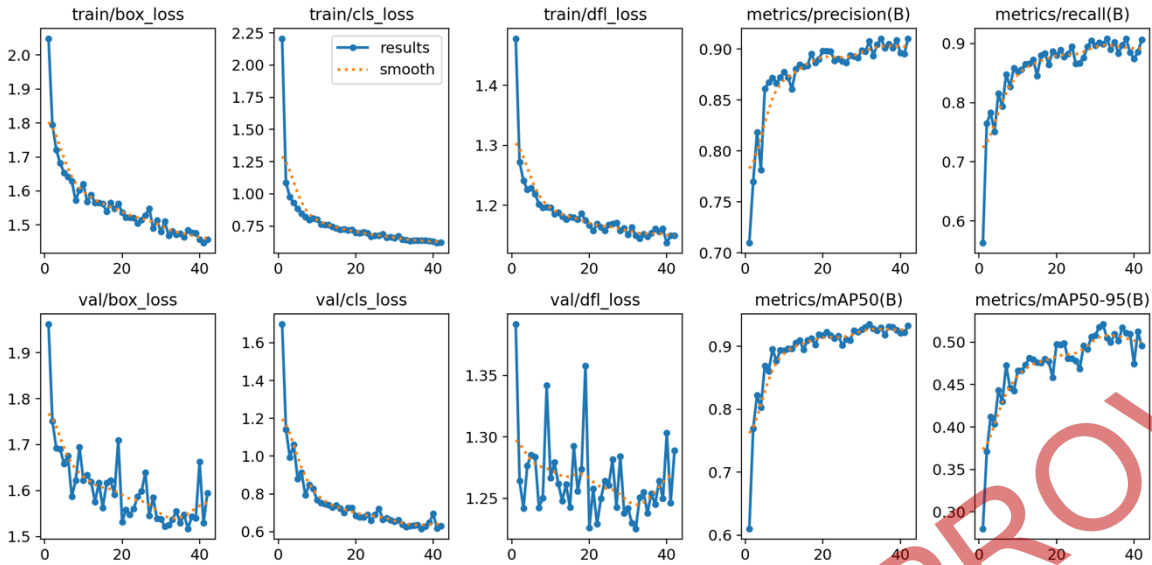 train/box_loss
train/cls_loss
train/dfl_loss
metrics/precision(B)
metrics/recall(B)
2.0
1.9
1.8
1.7
1.6
1.5
0 20 40
2.25
2.00
1.75
1.50
1.25
1.00
0.75
results
smooth
0 20 40
1.4
1.3
1.2
0 20 40
0.90
0.85
0.80
0.75
0.70
0 20 40
0.9
0.8
0.7
0.6
0 20 40
val/box_loss
val/cls_loss
val/dfl_loss
metrics/mAP50(B)
metrics/mAP50-95(B)
1.9
1.8
1.7
1.6
1.5
0 20 40
1.6
1.4
1.2
1.0
0.8
0.6
0 20 40
1.35
1.30
1.25
0 20 40
0.9
0.8
0.7
0.6
0 20 40
0.50
0.45
0.40
0.35
0.30
0 20 40